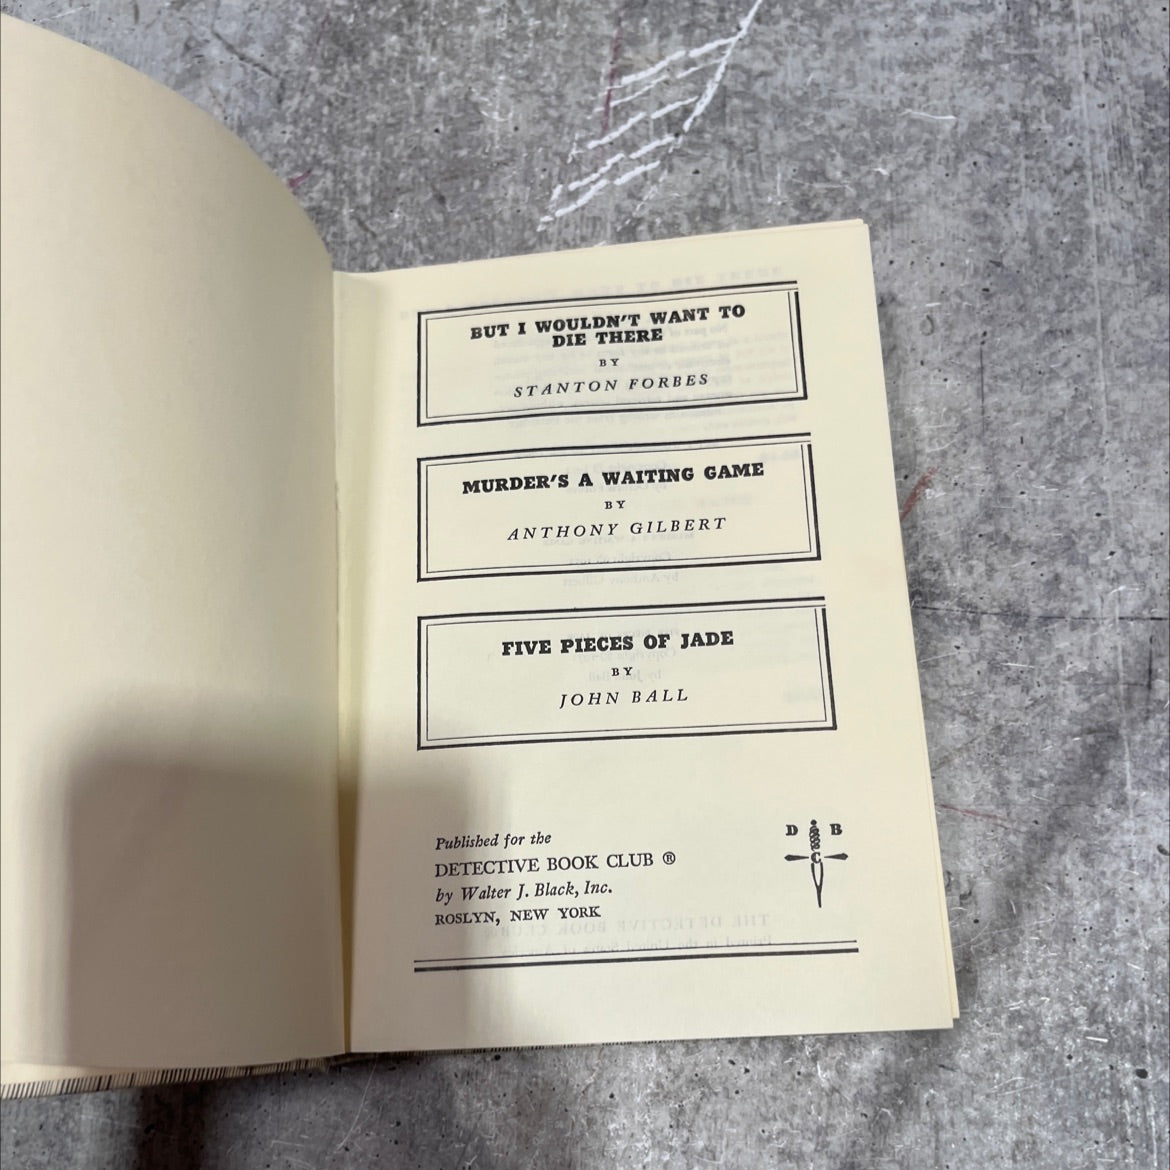 BUT I WOULDN'T WANT TO
DIE THERE
BY
STANTON FORBES
MURDER'S A WAITING GAME
BY
ANTHONY GILBERT
FIVE PIECES OF JADE
BY
JOHN BALL
Published for the
DETECTIVE BOOK CLUB ®
by Walter J. Black, Inc.
ROSLYN, NEW YORK
D B